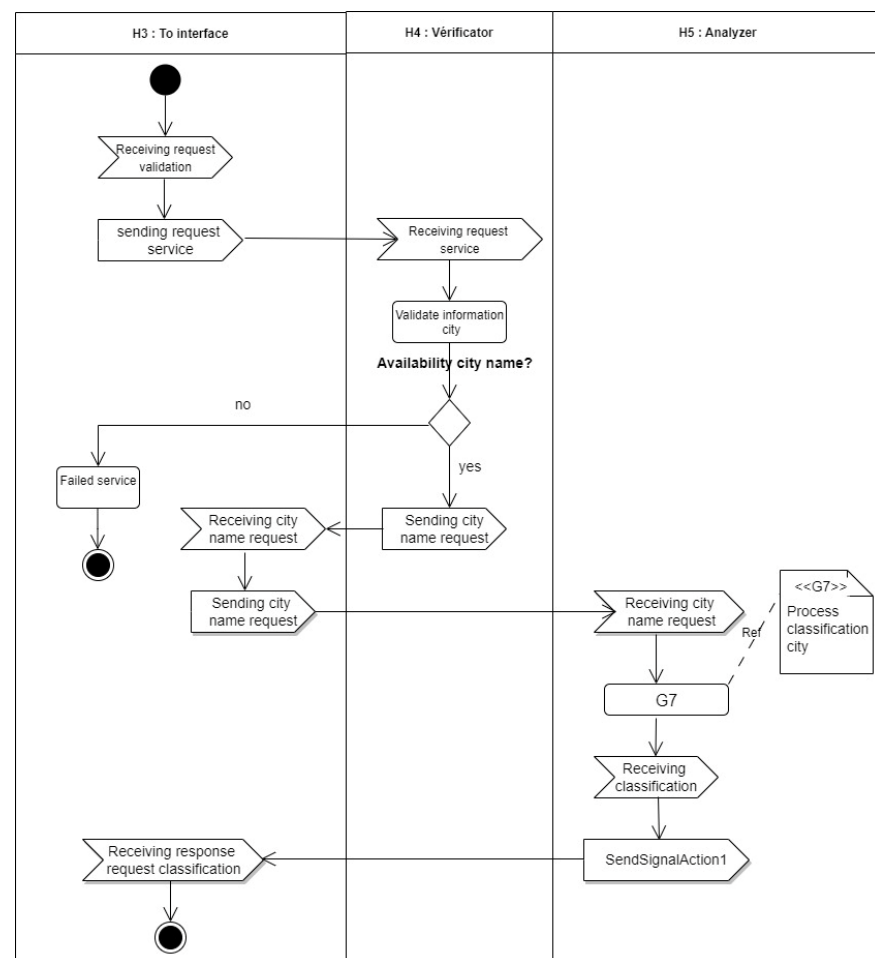 H3 : To interface
H4 : Vérificator
H5 : Analyzer
Receiving request
validation
sending request
service
Receiving request
service
Validate information
city
Availability city name?
no
yes
Failed service
Receiving city
name request
Sending city
name request
Sending city
name request
Receiving city
name request
<<G7>>
Process
classification
city
Ref
G7
Receiving
classification
Receiving response
request classification
SendSignalAction1